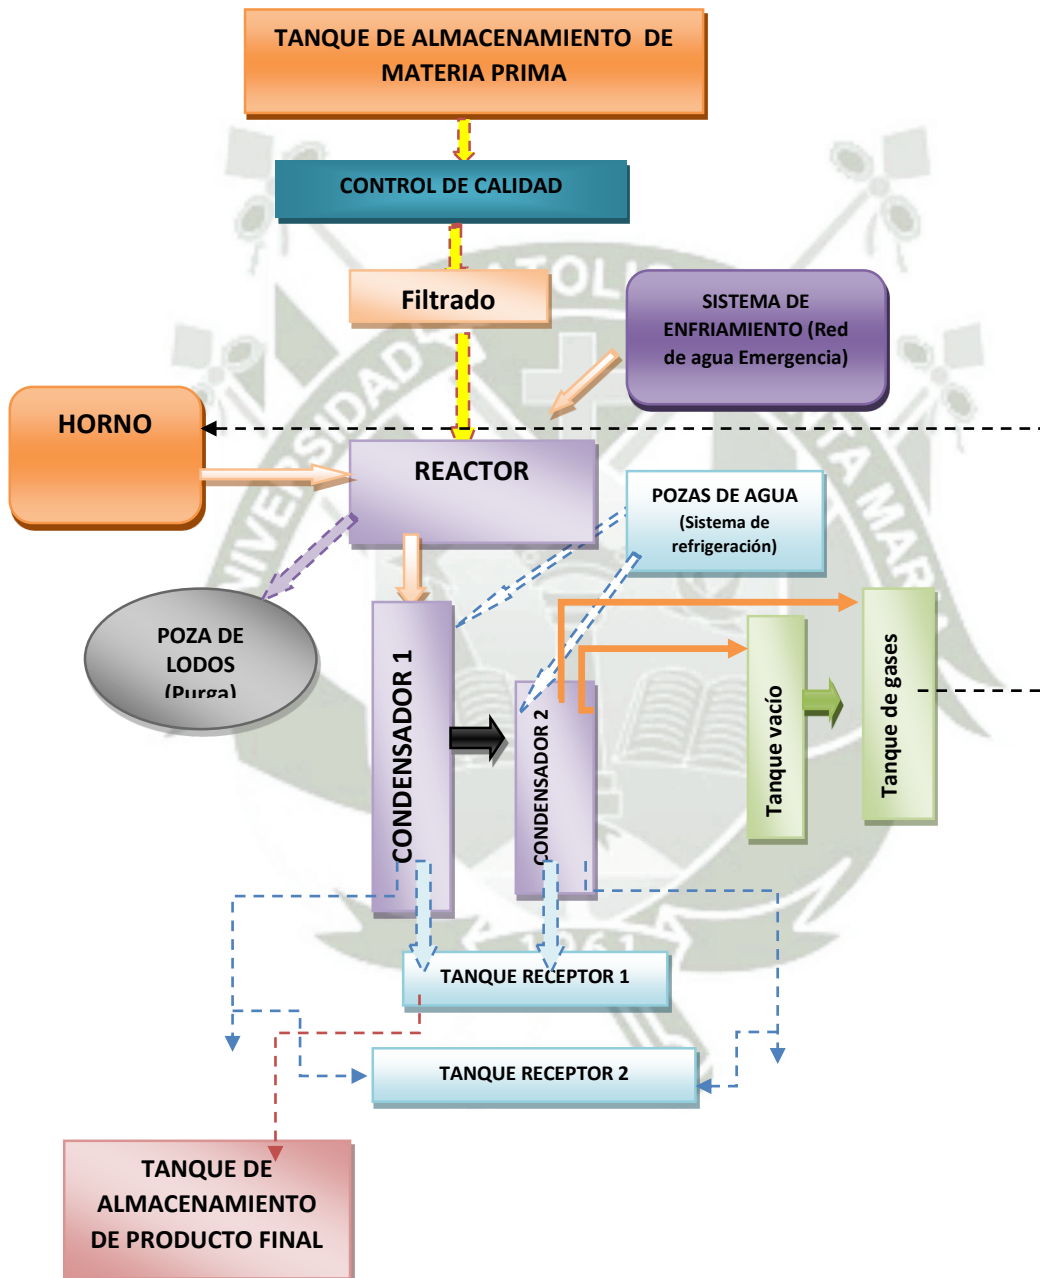 TANQUE DE ALMACENAMIENTO DE
MATERIA PRIMA
CONTROL DE CALIDAD
Filtrado
SISTEMA DE
ENFRIAMIENTO (Red
de agua Emergencia)
HORNO
REACTOR
POZAS DE AGUA
(Sistema de
refrigeración)
POZA DE
LODOS
(Purga)
CONDENSADOR 1
CONDENSADOR 2
Tanque vacío
Tanque de gases
1961
TANQUE RECEPTOR 1
TANQUE RECEPTOR 2
TANQUE DE
ALMACENAMIENTO
DE PRODUCTO FINAL